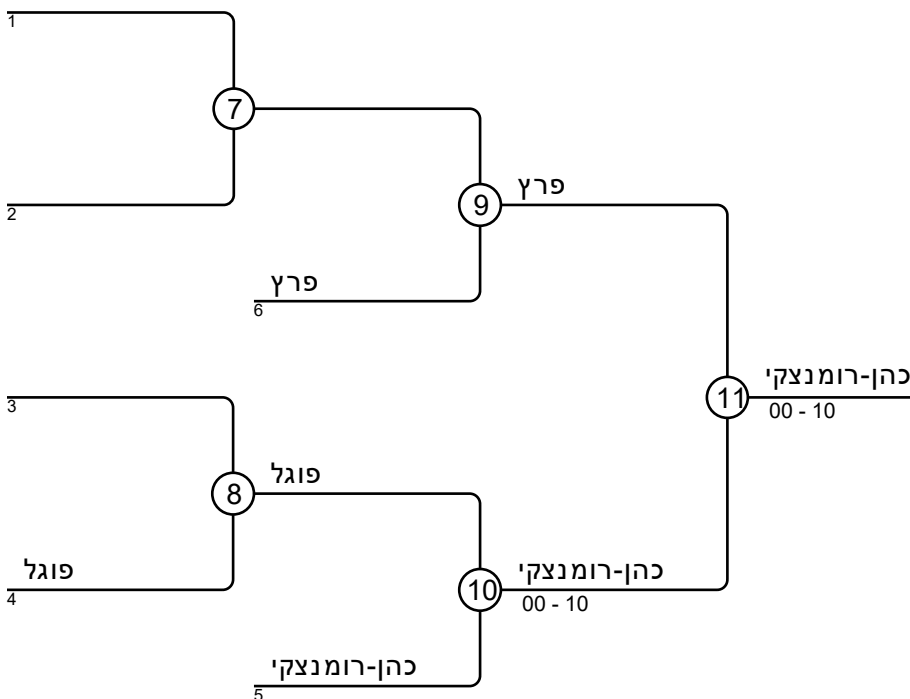 1
7
2
פרץ
9
פרץ
6
3
כהן-רומנצקי
11
00 - 10
פוגל
8
פוגל
4
כהן-רומנצקי
10
00 - 10
כהן-רומנצקי
5